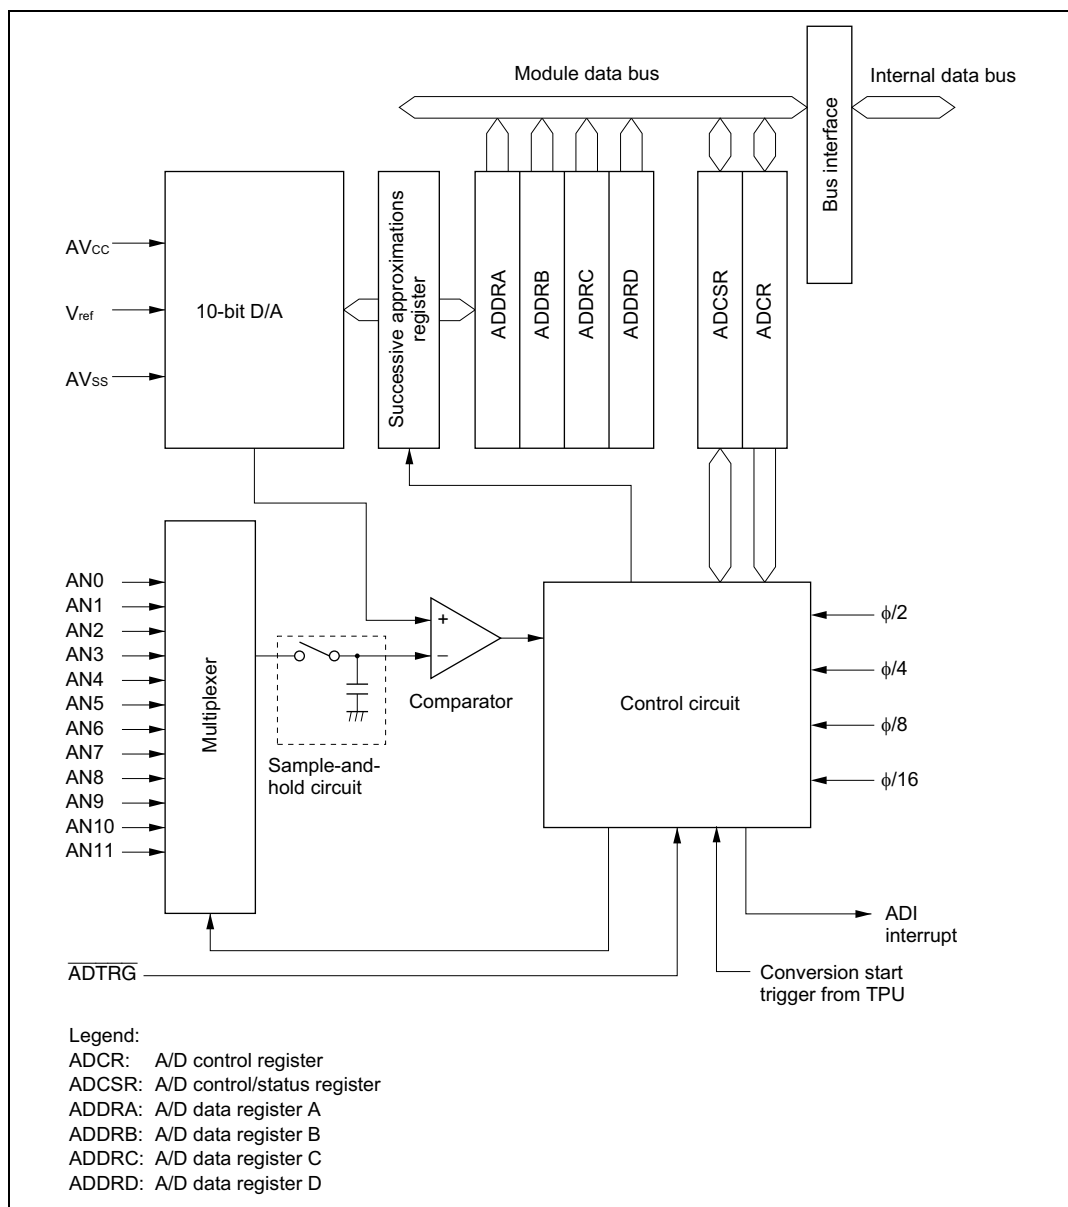 Module data bus
Internal data bus
Bus interface
AVCC
Vref
AVSS
10-bit D/A
Successive approximations
register
ADDRA
ADDRB
ADDRC
ADDRD
ADCSR
ADCR
AN0
AN1
AN2
AN3
AN4
AN5
AN6
AN7
AN8
AN9
AN10
AN11
Multiplexer
Sample-and-
hold circuit
+
−
Comparator
Control circuit
ϕ/2
ϕ/4
ϕ/8
ϕ/16
ADI
interrupt
ADTRG
Conversion start
trigger from TPU
Legend:
ADCR: A/D control register
ADCSR: A/D control/status register
ADDRA: A/D data register A
ADDRB: A/D data register B
ADDRC: A/D data register C
ADDRD: A/D data register D